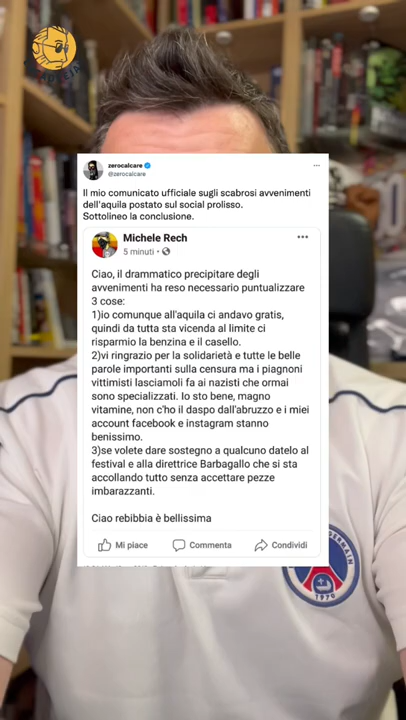 zerocalcare
@zerocalcare
Il mio comunicato ufficiale sugli scabrosi avvenimenti
dell'aquila postato sul social prolisso.
Sottolineo la conclusione.
Michele Rech
5 minuti
Ciao, il drammatico precipitare degli
avvenimenti ha reso necessario puntualizzare
3 cose:
1)io comunque all'aquila ci andavo gratis,
quindi da tutta sta vicenda al limite ci
risparmio la benzina e il casello.
2)vi ringrazio per la solidarietà e tutte le belle
parole importanti sulla censura ma i piagnoni
vittimisti lasciamoli fa ai nazisti che ormai
sono specializzati. Io sto bene, magno
vitamine, non c'ho il daspo dall'abruzzo e i miei
account facebook e instagram stanno
benissimo.
3)se volete dare sostegno a qualcuno datelo al
festival e alla direttrice Barbagallo che si sta
accollando tutto senza accettare pezze
imbarazzanti.
Ciao rebibbia è bellissima
Mi piace
Commenta
Condividi
GERMAIN
1970